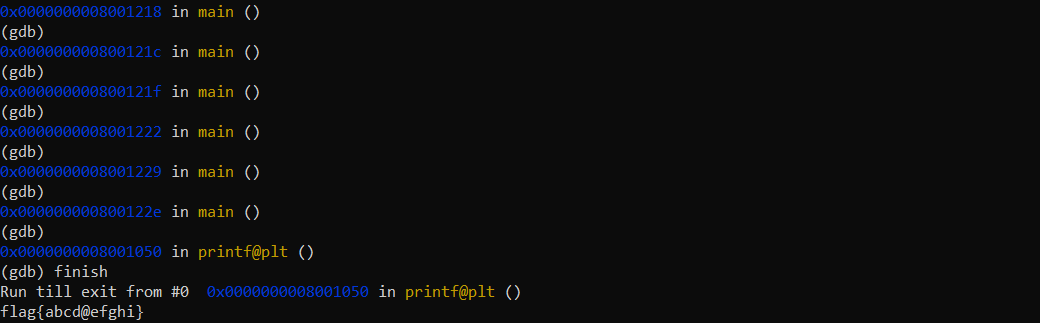 0x0000000008001218 in main ()
(gdb)
0x000000000800121c in main ()
(gdb)
0x000000000800121f in main ()
(gdb)
0x0000000008001222 in main ()
(gdb)
0x0000000008001229 in main ()
(gdb)
0x000000000800122e in main ()
(gdb)
0x0000000008001050 in printf@plt ()
(gdb) finish
Run till exit from #0  0x0000000008001050 in printf@plt ()
flag{abcd@efghi}